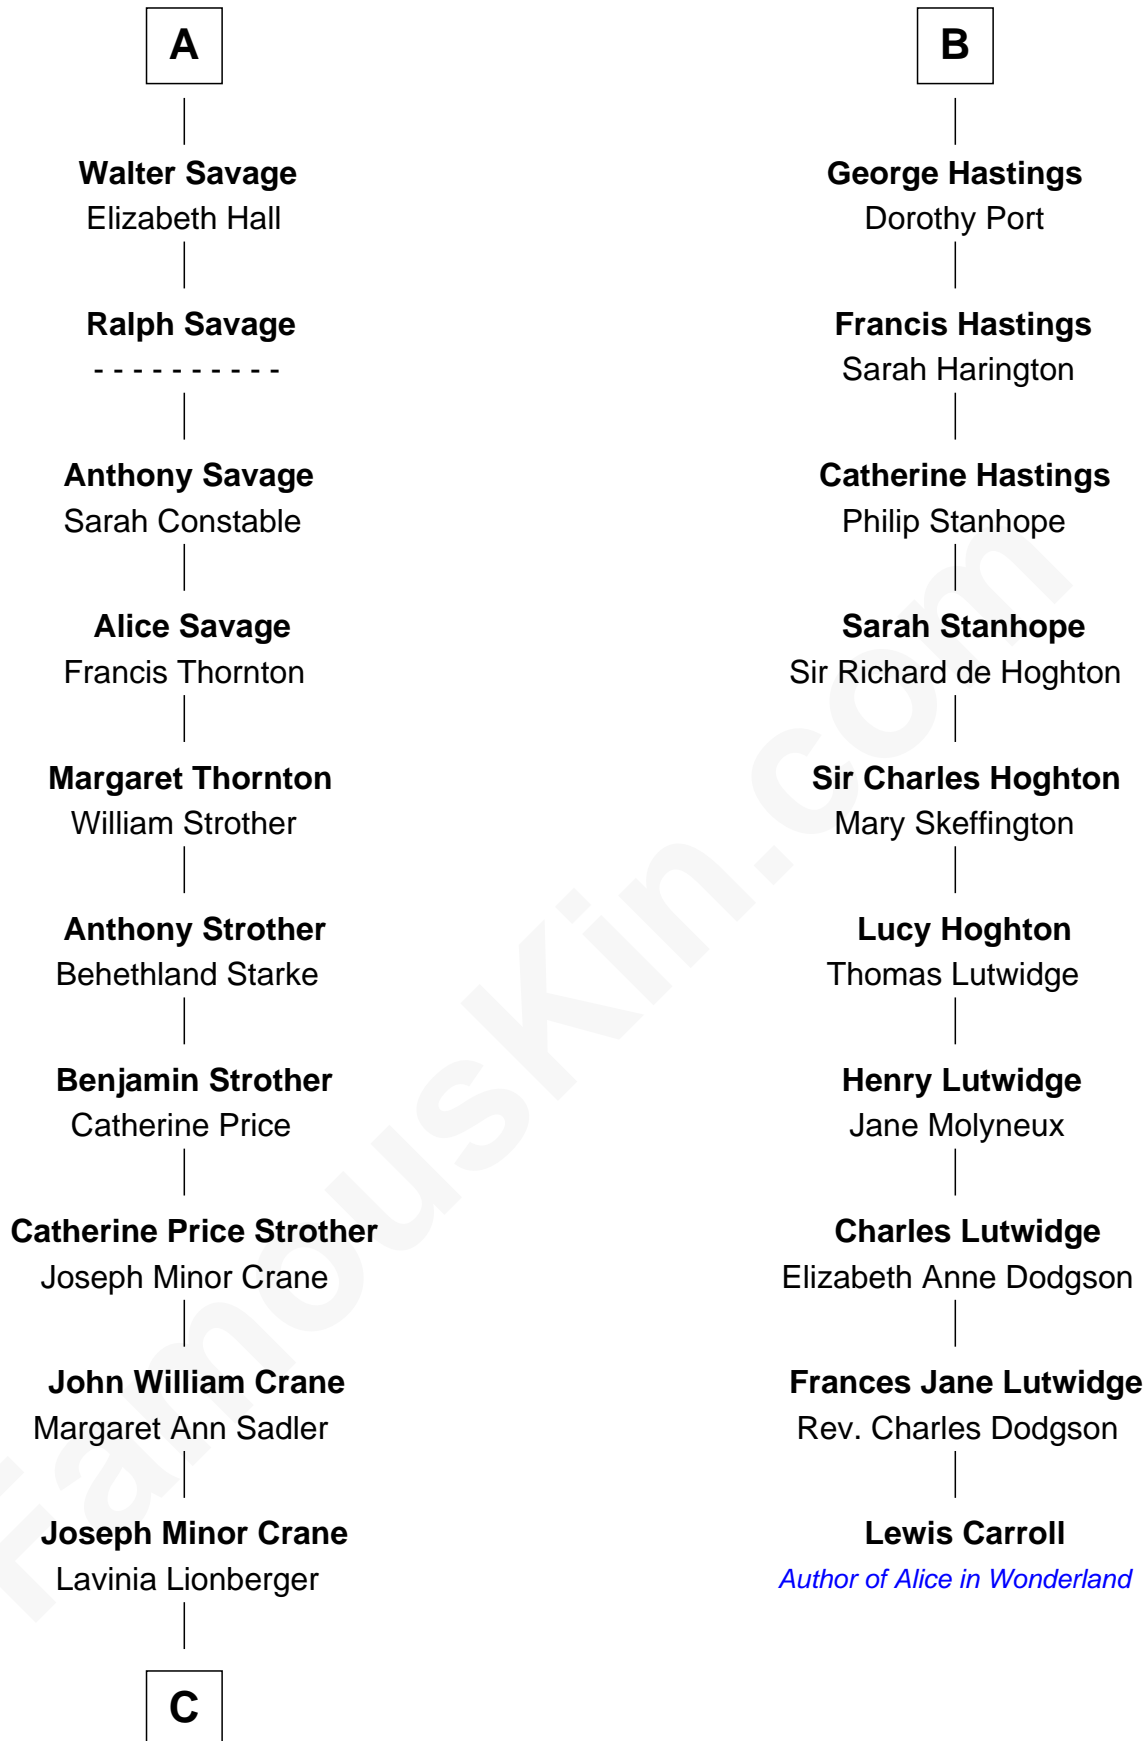 A
Walter Savage
Elizabeth Hall
Ralph Savage
- - - - - - - - - -
Anthony Savage
Sarah Constable
Alice Savage
Francis Thornton
Margaret Thornton
William Strother
Anthony Strother
Behethland Starke
Benjamin Strother
Catherine Price
Catherine Price Strother
Joseph Minor Crane
John William Crane
Margaret Ann Sadler
Joseph Minor Crane
Lavinia Lionberger
C
B
George Hastings
Dorothy Port
Francis Hastings
Sarah Harington
Catherine Hastings
Philip Stanhope
Sarah Stanhope
Sir Richard de Hoghton
Sir Charles Hoghton
Mary Skeffington
Lucy Hoghton
Thomas Lutwidge
Henry Lutwidge
Jane Molyneux
Charles Lutwidge
Elizabeth Anne Dodgson
Frances Jane Lutwidge
Rev. Charles Dodgson
Lewis Carroll
Author of Alice in Wonderland
FamousKin.com